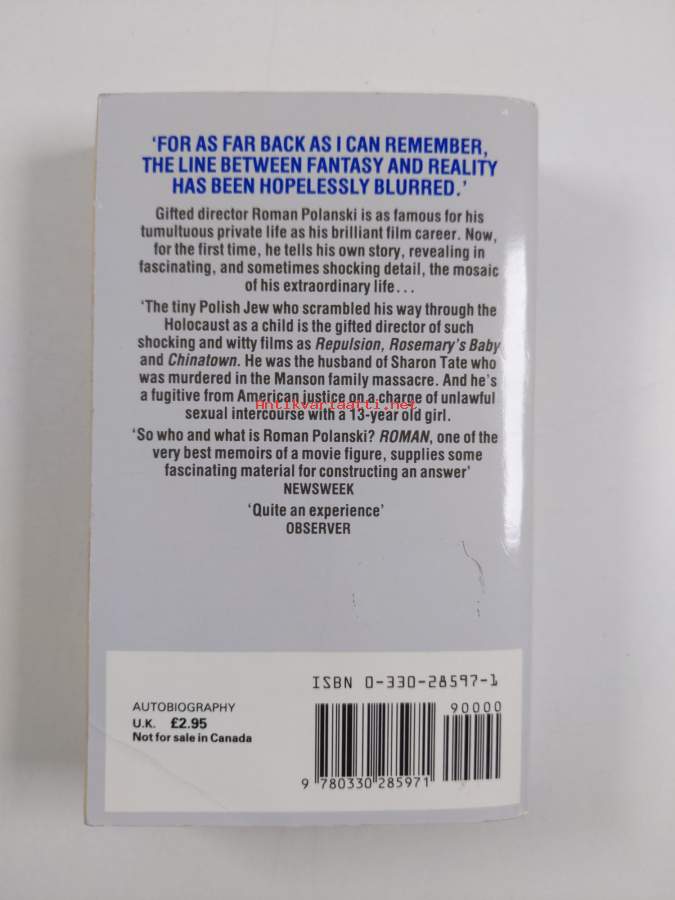 ‘FOR AS FAR BACK AS I CAN REMEMBER,
THE LINE BETWEEN FANTASY AND REALITY
HAS BEEN HOPELESSLY BLURRED.’
Gifted director Roman Polanski is as famous for his
tumultuous private life as his brilliant film career. Now,
for the first time, he tells his own story, revealing in
fascinating, and sometimes shocking detail, the mosaic
of his extraordinary life...
‘The tiny Polish Jew who scrambled his way through the
Holocaust as a child is the gifted director of such
shocking and witty films as Repulsion, Rosemary's Baby
and Chinatown. He was the husband of Sharon Tate who
was murdered in the Manson family massacre. And he's
a fugitive from American justice on a charge of unlawful
Antikvariaatti.net
sexual intercourse with a 13-year old girl.
‘So who and what is Roman Polanski? ROMAN, one of the
very best memoirs of a movie figure, supplies some
fascinating material for constructing an answer’
NEWSWEEK
‘Quite an experience’
OBSERVER
ISBN 0-330-28597-1
AUTOBIOGRAPHY
U.K. £2.95
Not for sale in Canada
90000
9 780330 285971